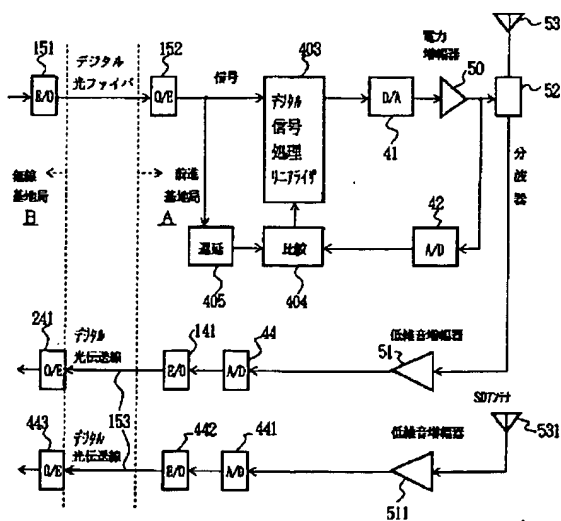 151
デジタル
光ファイバ
152
信号
403
電力
増幅器
50
53
E/O
O/E
デジタル
信号
処理
リニアライザ
D/A
41
52
分
波
器
無線
基地局
B
前進
基地局
A
遅延
405
比較
404
42
A/D
241
デジタル
光伝送線
141
44
低雑音増幅器
51
O/E
E/O
A/D
SDアンテナ
443
153
デジタル
光伝送線
442
441
低雑音増幅器
531
O/E
E/O
A/D
511